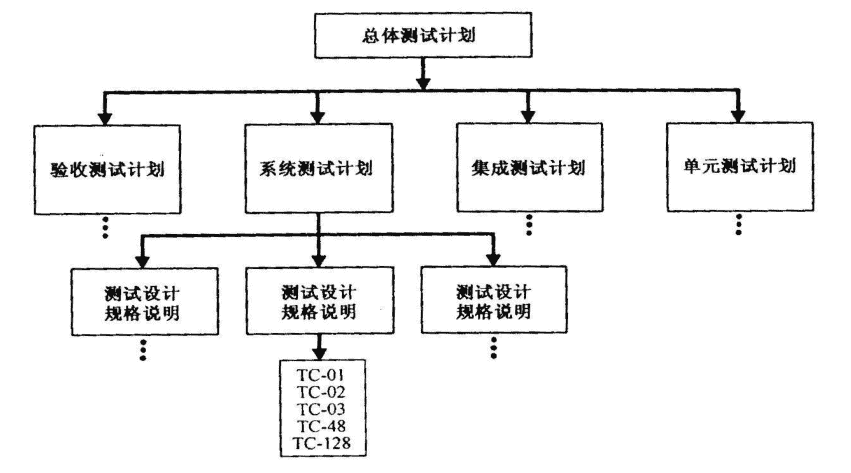 总体测试计划
验收测试计划
系统测试计划
集成测试计划
单元测试计划
测试设计
规格说明
测试设计
规格说明
测试设计
规格说明
TC-01
TC-02
TC-03
TC-48
TC-128